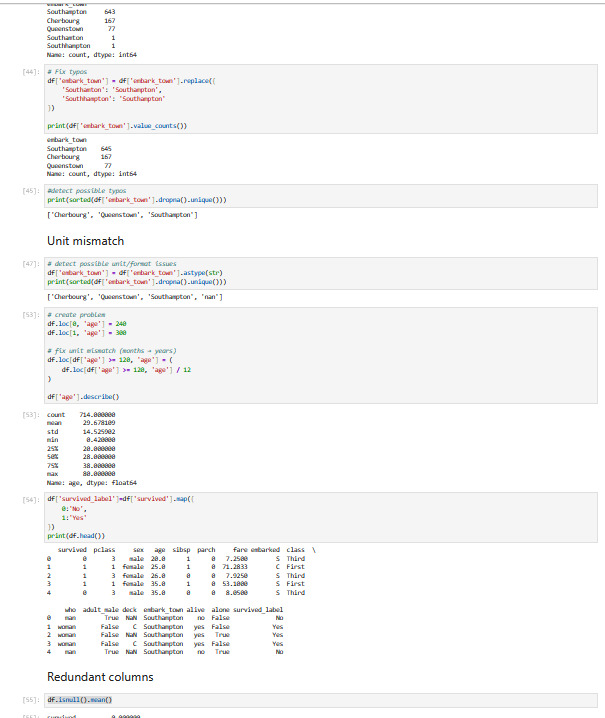 embark_town
Southampton    643
Cherbourg      167
Queenstown      77
Southamton       1
Southhampton     1
Name: count, dtype: int64
[44]: # Fix typos
df['embark_town'] = df['embark_town'].replace({
    'Southamton': 'Southampton',
    'Southhampton': 'Southampton'
})
print(df['embark_town'].value_counts())
embark_town
Southampton    645
Cherbourg      167
Queenstown      77
Name: count, dtype: int64
[45]: #detect possible typos
print(sorted(df['embark_town'].dropna().unique()))
['Cherbourg', 'Queenstown', 'Southampton']
Unit mismatch
[47]: # detect possible unit/format issues
df['embark_town'] = df['embark_town'].astype(str)
print(sorted(df['embark_town'].dropna().unique()))
['Cherbourg', 'Queenstown', 'Southampton', 'nan']
[53]: # create problem
df.loc[0, 'age'] = 240
df.loc[1, 'age'] = 300
# fix unit mismatch (months → years)
df.loc[df['age'] >= 120, 'age'] = (
    df.loc[df['age'] >= 120, 'age'] / 12
)
df['age'].describe()
[53]: count    714.000000
mean      29.678109
std       14.525902
min        0.420000
25%       20.000000
50%       28.000000
75%       38.000000
max       80.000000
Name: age, dtype: float64
[54]: df['survived_label']=df['survived'].map({
    0:'No',
    1:'Yes'
})
print(df.head())
   survived  pclass     sex   age  sibsp  parch     fare embarked  class  \
0         0       3    male  20.0      1      0   7.2500        S  Third
1         1       1  female  25.0      1      0  71.2833        C  First
2         1       3  female  26.0      0      0   7.9250        S  Third
3         1       1  female  35.0      1      0  53.1000        S  First
4         0       3    male  35.0      0      0   8.0500        S  Third
     who  adult_male deck  embark_town alive  alone survived_label
0    man        True  NaN  Southampton    no  False             No
1  woman       False    C  Southampton   yes  False            Yes
2  woman       False  NaN  Southampton   yes   True            Yes
3  woman       False    C  Southampton   yes  False            Yes
4    man        True  NaN  Southampton    no   True             No
Redundant columns
[55]: df.isnull().mean()
[55]: survived    0.000000